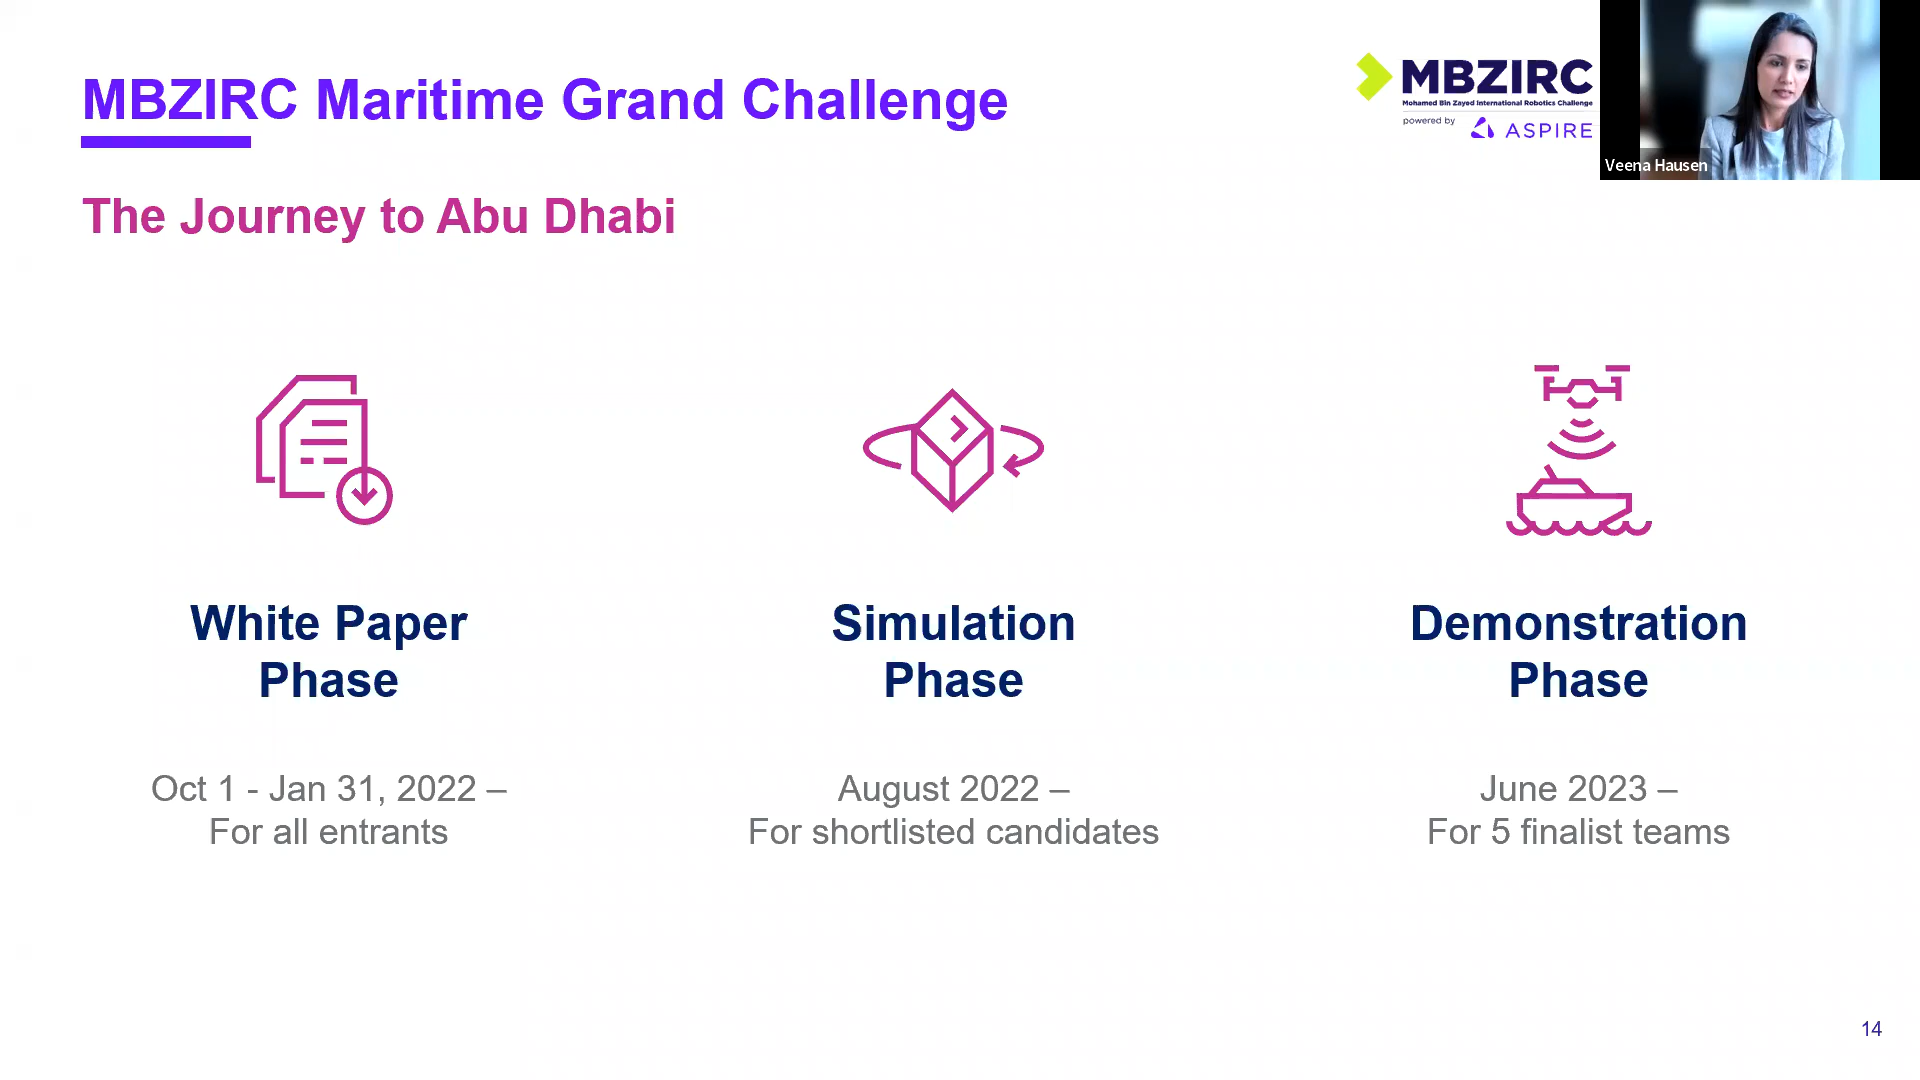 MBZIRC Maritime Grand Challenge
MBZIRC
Mohamed Bin Zayed International Robotics Challenge
powered by ASPIRE
Veena Hausen
The Journey to Abu Dhabi
White Paper
Phase
Oct 1 - Jan 31, 2022 –
For all entrants
Simulation
Phase
August 2022 –
For shortlisted candidates
Demonstration
Phase
June 2023 –
For 5 finalist teams
14